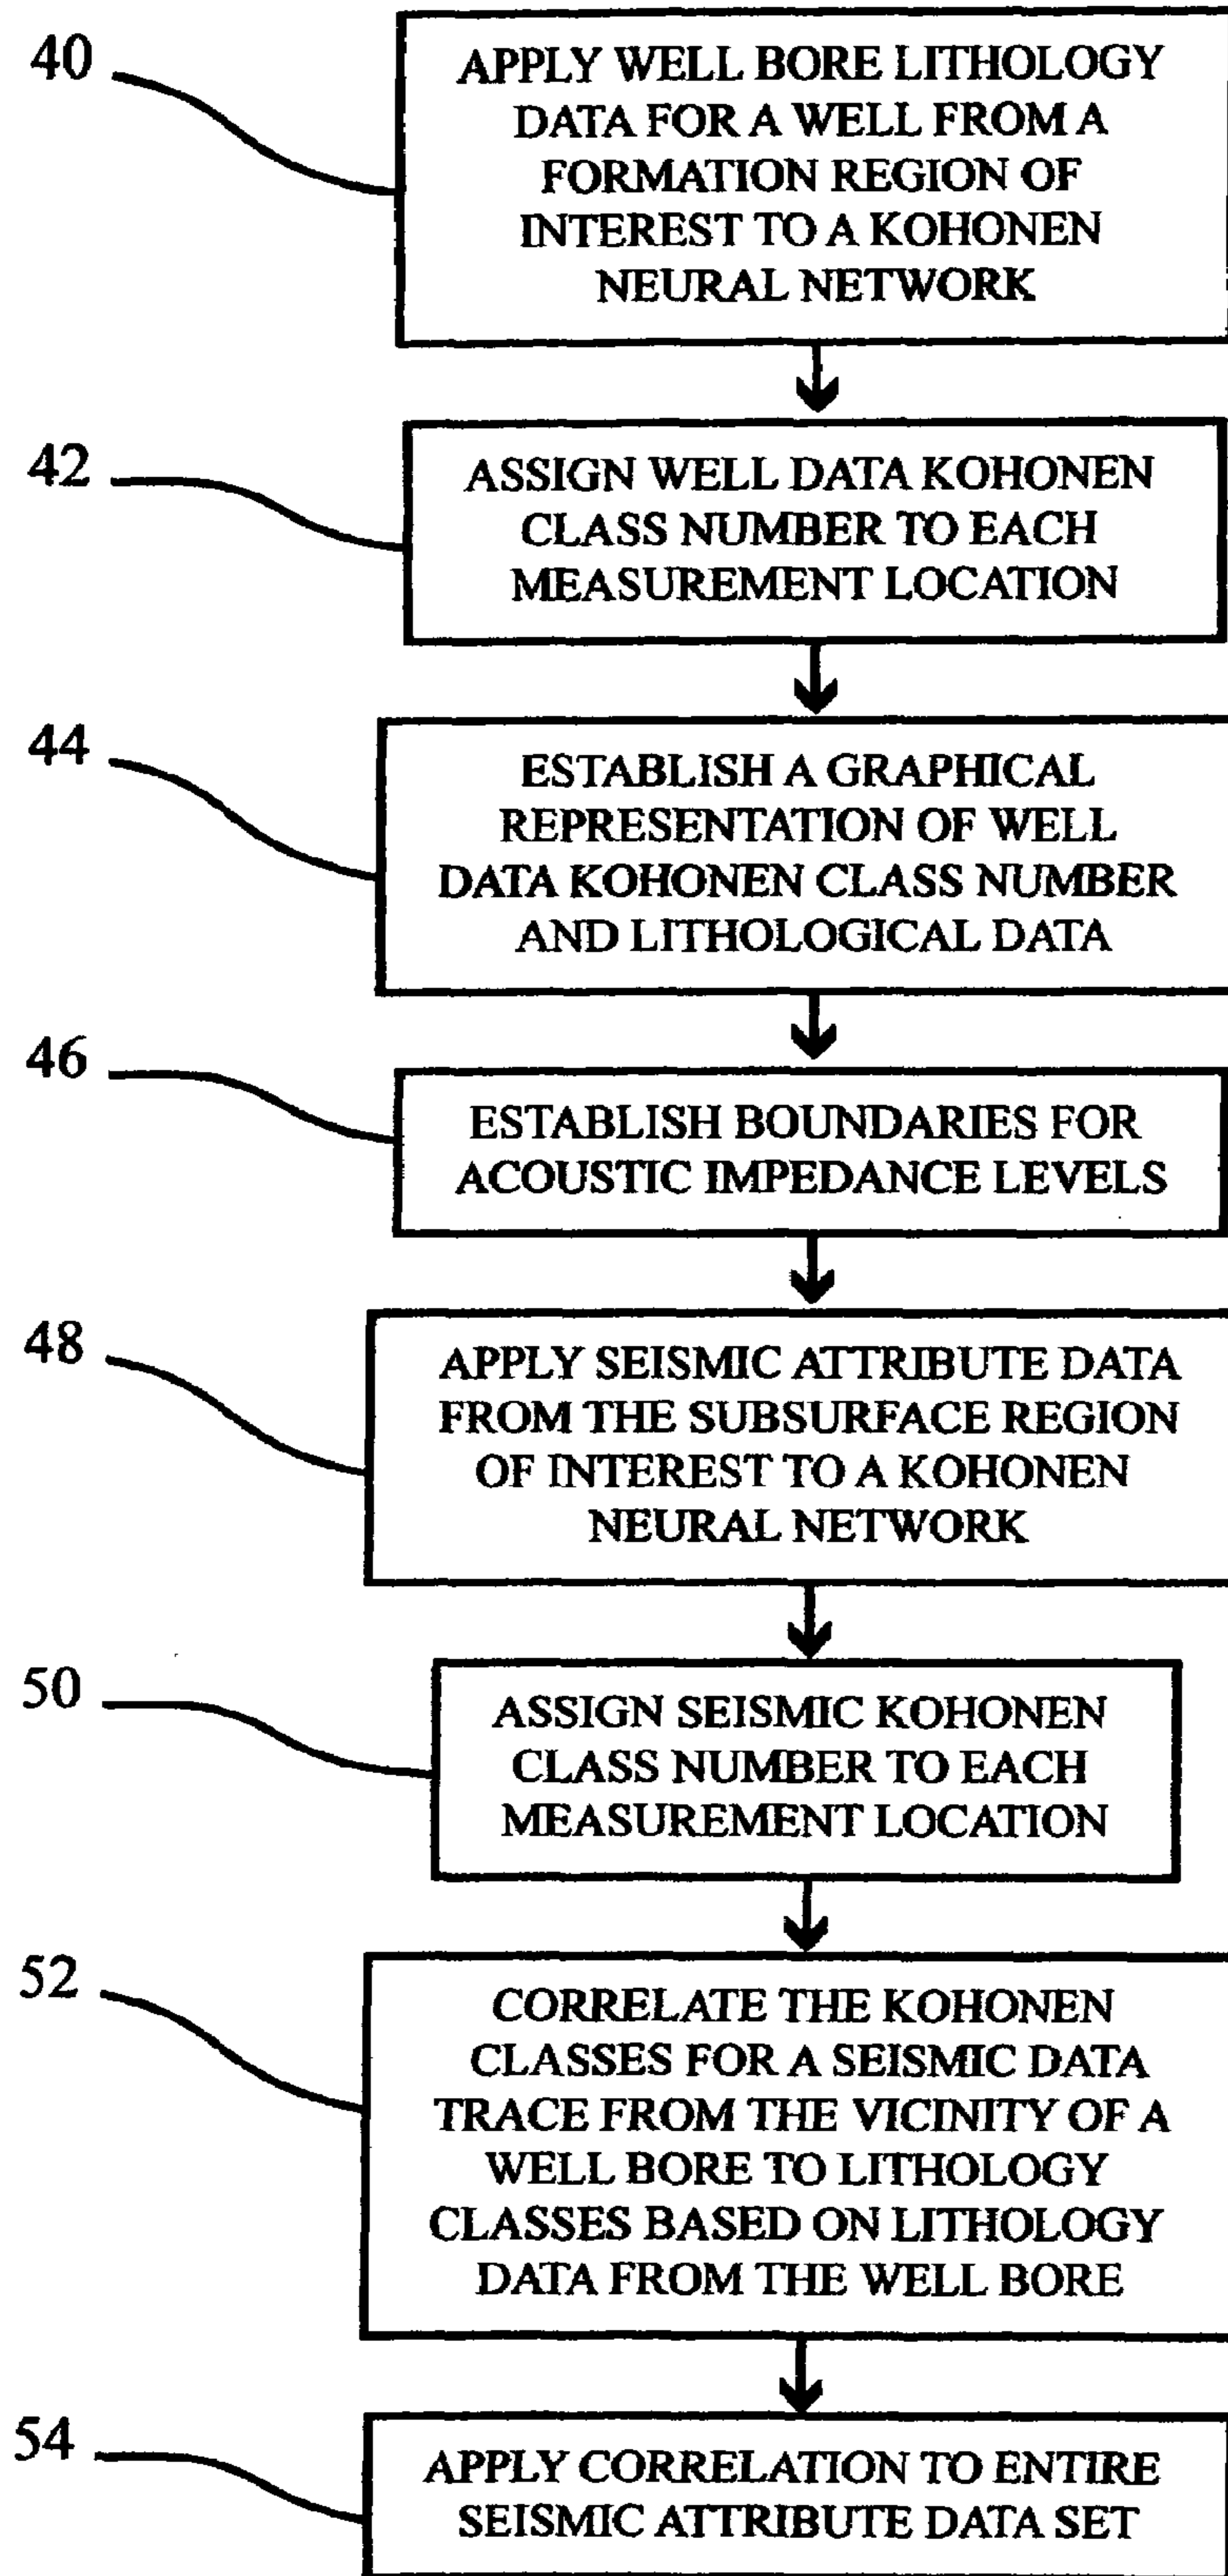 40
APPLY WELL BORE LITHOLOGY
DATA FOR A WELL FROM A
FORMATION REGION OF
INTEREST TO A KOHONEN
NEURAL NETWORK
42
ASSIGN WELL DATA KOHONEN
CLASS NUMBER TO EACH
MEASUREMENT LOCATION
44
ESTABLISH A GRAPHICAL
REPRESENTATION OF WELL
DATA KOHONEN CLASS NUMBER
AND LITHOLOGICAL DATA
46
ESTABLISH BOUNDARIES FOR
ACOUSTIC IMPEDANCE LEVELS
48
APPLY SEISMIC ATTRIBUTE DATA
FROM THE SUBSURFACE REGION
OF INTEREST TO A KOHONEN
NEURAL NETWORK
50
ASSIGN SEISMIC KOHONEN
CLASS NUMBER TO EACH
MEASUREMENT LOCATION
52
CORRELATE THE KOHONEN
CLASSES FOR A SEISMIC DATA
TRACE FROM THE VICINITY OF A
WELL BORE TO LITHOLOGY
CLASSES BASED ON LITHOLOGY
DATA FROM THE WELL BORE
54
APPLY CORRELATION TO ENTIRE
SEISMIC ATTRIBUTE DATA SET